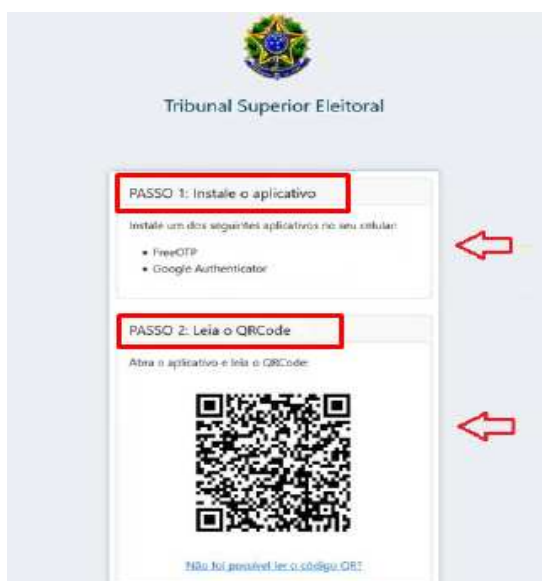 Tribunal Superior Eleitoral
PASSO 1: Instale o aplicativo
Instale um dos seguintes aplicativos no seu celular:
• FreeOTP
• Google Authenticator
PASSO 2: Leia o QRCode
Abra o aplicativo e leia o QRCode:
Não foi possível ler o código QR?